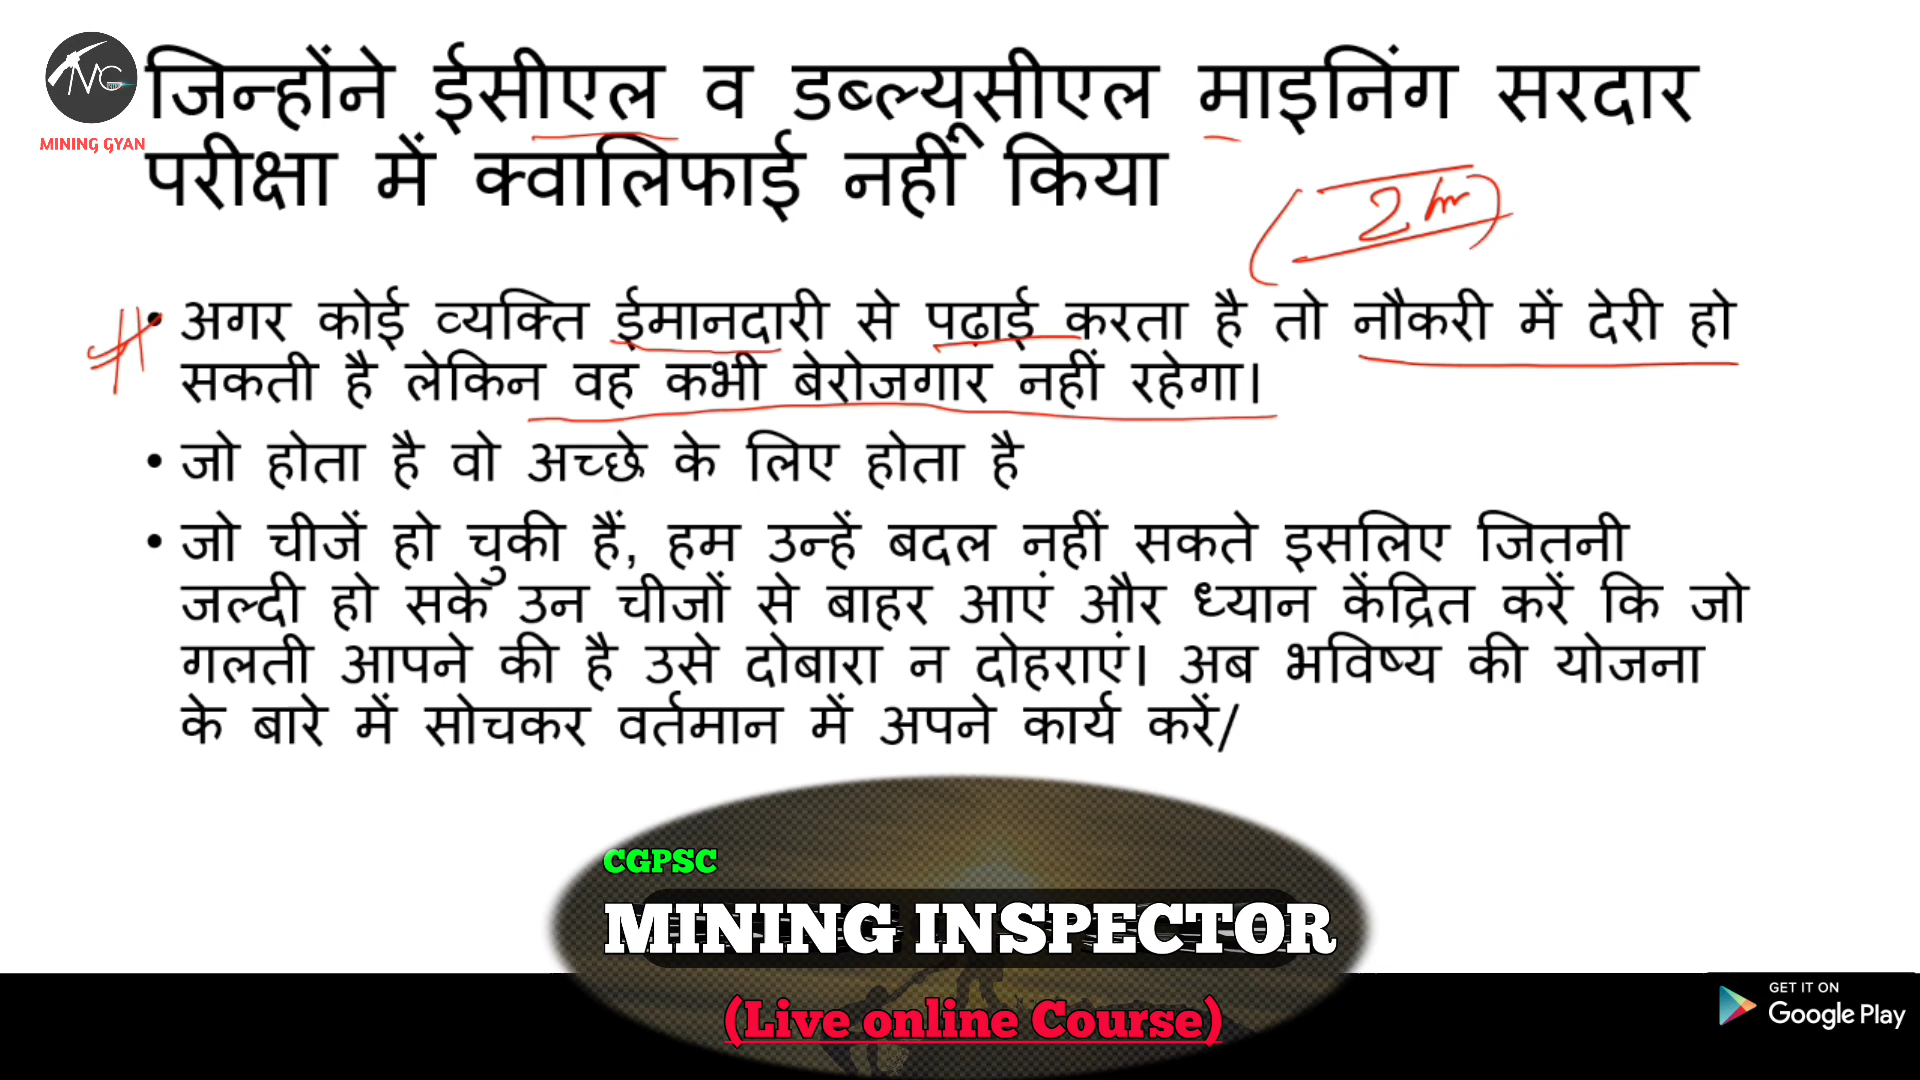 MG
MINING GYAN
जिन्होंने ईसीएल व डब्ल्यूसीएल माइनिंग सरदार
परीक्षा में क्वालिफाई नहीं किया
(2 hr)
• अगर कोई व्यक्ति ईमानदारी से पढ़ाई करता है तो नौकरी में देरी हो
सकती है लेकिन वह कभी बेरोजगार नहीं रहेगा।
• जो होता है वो अच्छे के लिए होता है
• जो चीजें हो चुकी हैं, हम उन्हें बदल नहीं सकते इसलिए जितनी
जल्दी हो सके उन चीजों से बाहर आएं और ध्यान केंद्रित करें कि जो
गलती आपने की है उसे दोबारा न दोहराएं। अब भविष्य की योजना
के बारे में सोचकर वर्तमान में अपने कार्य करें/
CGPSC
MINING INSPECTOR
(Live online Course)
GET IT ON
Google Play